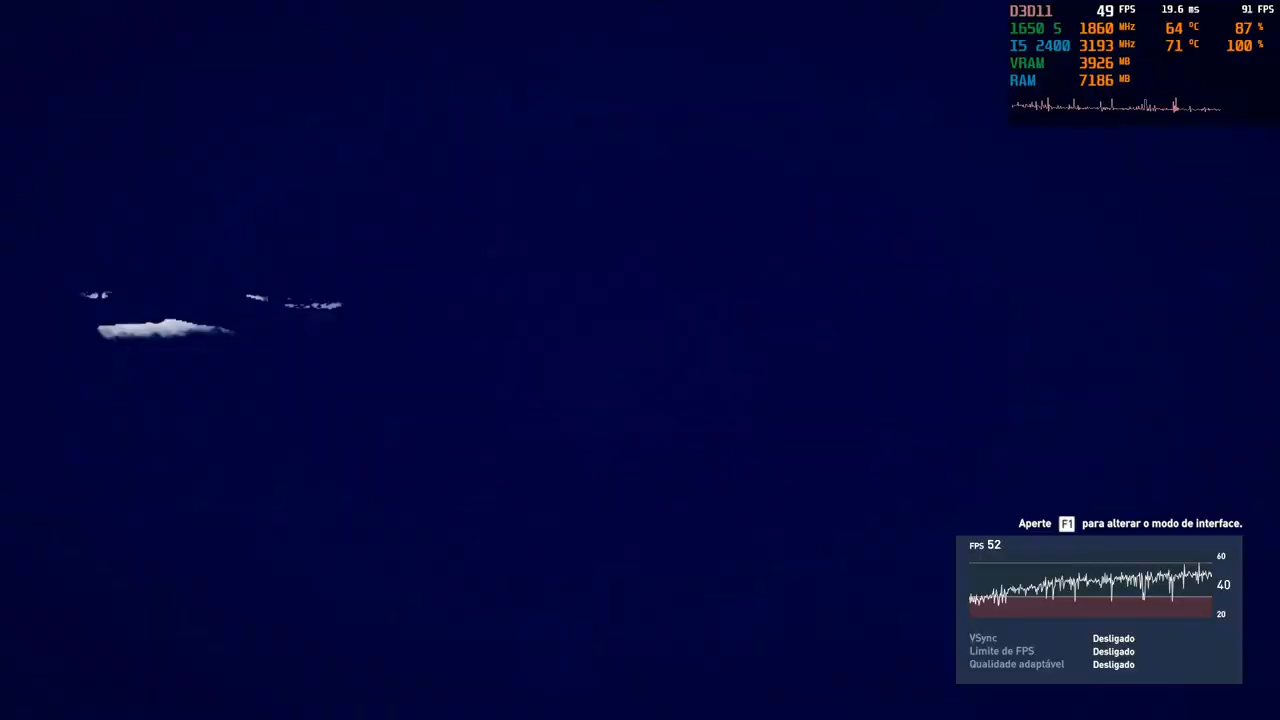 D3D11 49 FPS 19.6 ms 91 FPS
1650 S 1860 MHz 64 °C 87 %
I5 2400 3193 MHz 71 °C 100 %
VRAM 3926 MB
RAM 7186 MB
Aperte F1 para alterar o modo de interface.
FPS 52
60
40
20
VSync Desligado
Limite de FPS Desligado
Qualidade adaptável Desligado